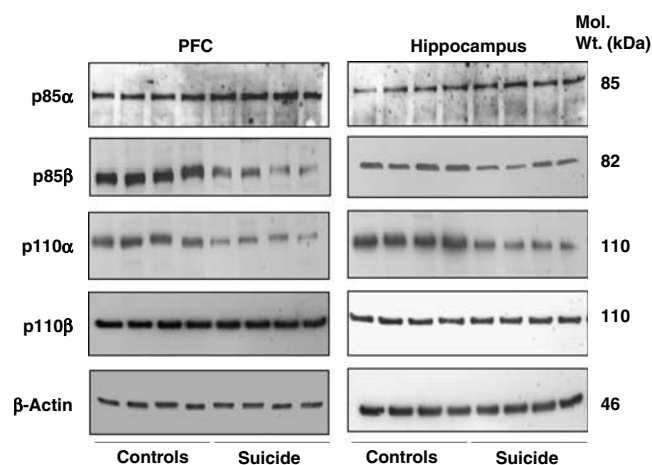 Mol.
PFC Hippocampus Wt. (kDa)
p85α 85
p85β 82
p110α 110
p110β 110
β-Actin 46
Controls Suicide Controls Suicide